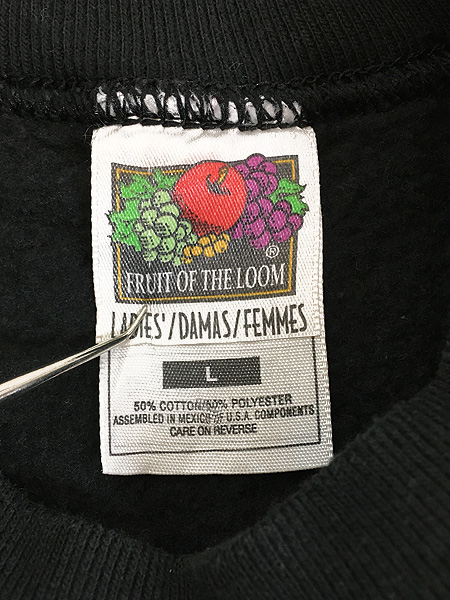 ®
FRUIT OF THE LOOM
LADIES'/DAMAS/FEMMES
L
50% COTTON/50% POLYESTER
ASSEMBLED IN MEXICO OF U.S.A. COMPONENTS
CARE ON REVERSE